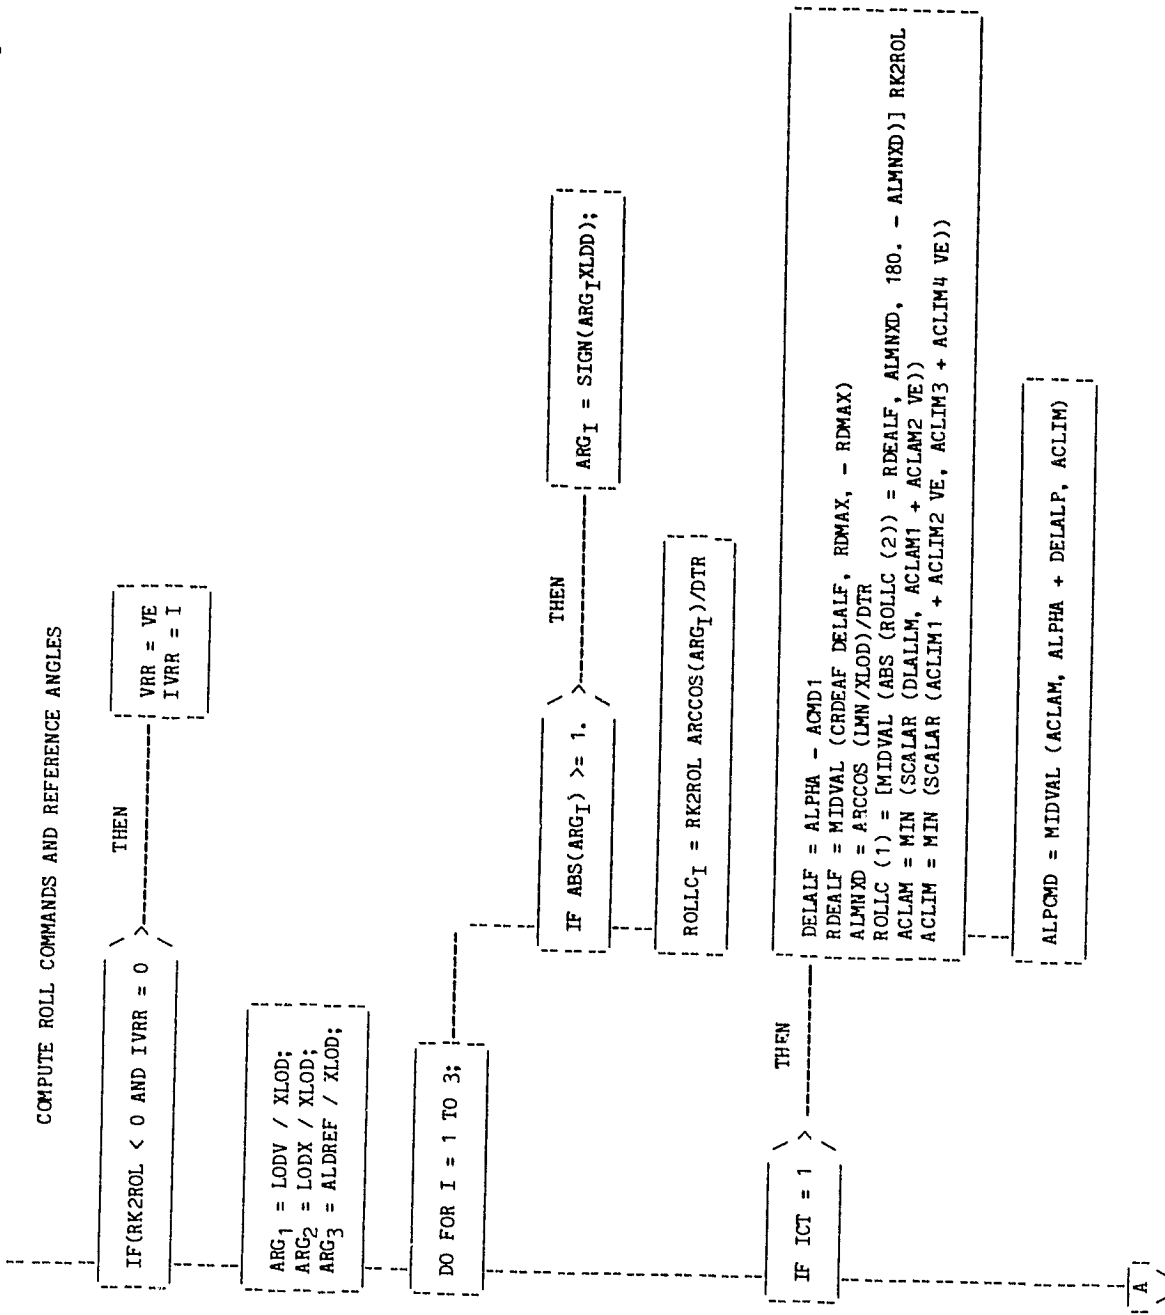 COMPUTE ROLL COMMANDS AND REFERENCE ANGLES
IF(RK2ROL < 0 AND IVRR = 0
THEN
VRR = VE
IVRR = I
ARG1 = LODV / XLOD;
ARG2 = LODX / XLOD;
ARG3 = ALDREF / XLOD;
DO FOR I = 1 TO 3;
IF ABS(ARGI) >= 1.
THEN
ARGI = SIGN(ARGIXLDD);
ROLLCI = RK2ROL ARCCOS(ARGI)/DTR
IF ICT = 1
THEN
DELALF = ALPHA - ACMD1
RDEALF = MIDVAL (CRDEAF DELALF, RDMAX, - RDMAX)
ALMNXD = ARCCOS (LMN/XLOD)/DTR
ROLLC (1) = [MIDVAL (ABS (ROLLC (2)) = RDEALF, ALMNXD, 180. - ALMNXD)] RK2ROL
ACLAM = MIN (SCALAR (DLALLM, ACLAM1 + ACLAM2 VE))
ACLIM = MIN (SCALAR (ACLIM1 + ACLIM2 VE, ACLIM3 + ACLIM4 VE))
ALPCMD = MIDVAL (ACLAM, ALPHA + DELALP, ACLIM)
A